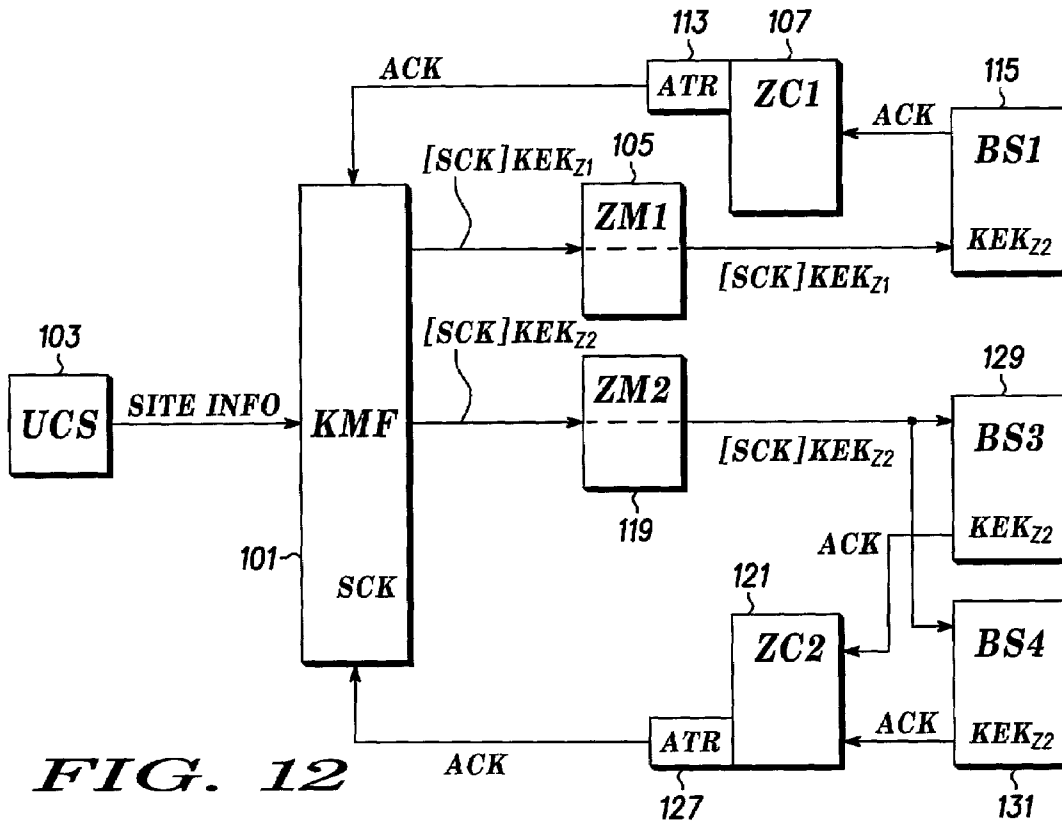 113
107
115
ACK
ATR
ZC1
ACK
BS1
[SCK]KEKZ1
105
ZM1
KEKZ2
[SCK]KEKZ1
[SCK]KEKZ2
103
129
UCS
SITE INFO
KMF
ZM2
BS3
[SCK]KEKZ2
119
101
ACK
KEKZ2
SCK
121
ZC2
BS4
ATR
ACK
KEKZ2
ACK
FIG. 12
127
131